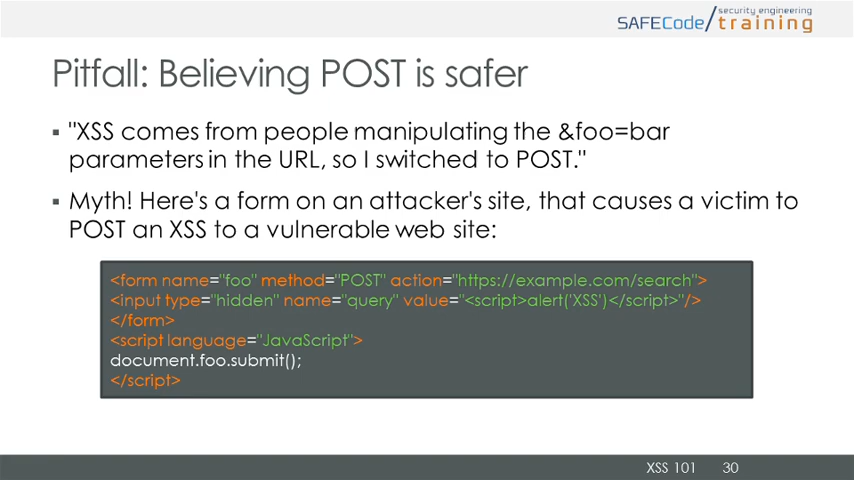 security engineering
SAFECode/training
Pitfall: Believing POST is safer
"XSS comes from people manipulating the &foo=bar
parameters in the URL, so I switched to POST."
Myth! Here's a form on an attacker's site, that causes a victim to
POST an XSS to a vulnerable web site:
<form name="foo" method="POST" action="https://example.com/search">
<input type="hidden" name="query" value="<script>alert('XSS')</script>"/>
</form>
<script language="JavaScript">
document.foo.submit();
</script>
XSS 101 30